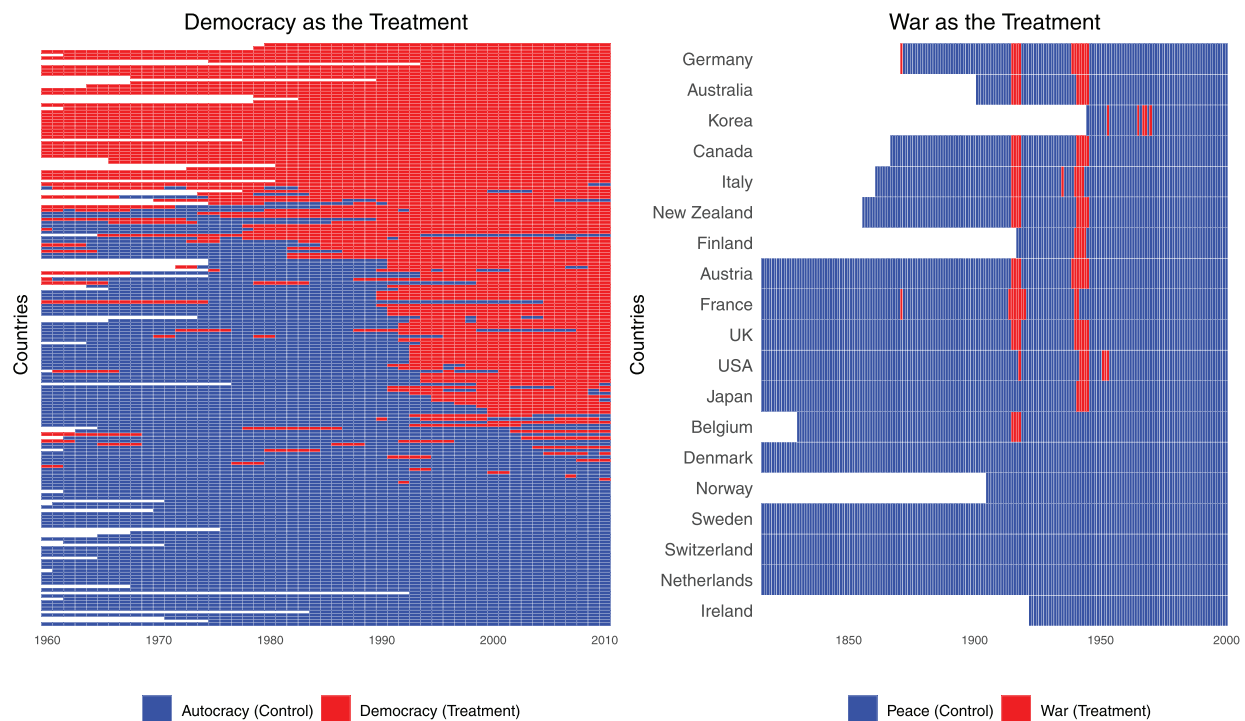 Democracy as the Treatment
Countries
1960 1970 1980 1990 2000 2010
Autocracy (Control) Democracy (Treatment)
War as the Treatment
Countries
Germany
Australia
Korea
Canada
Italy
New Zealand
Finland
Austria
France
UK
USA
Japan
Belgium
Denmark
Norway
Sweden
Switzerland
Netherlands
Ireland
1850 1900 1950 2000
Peace (Control) War (Treatment)